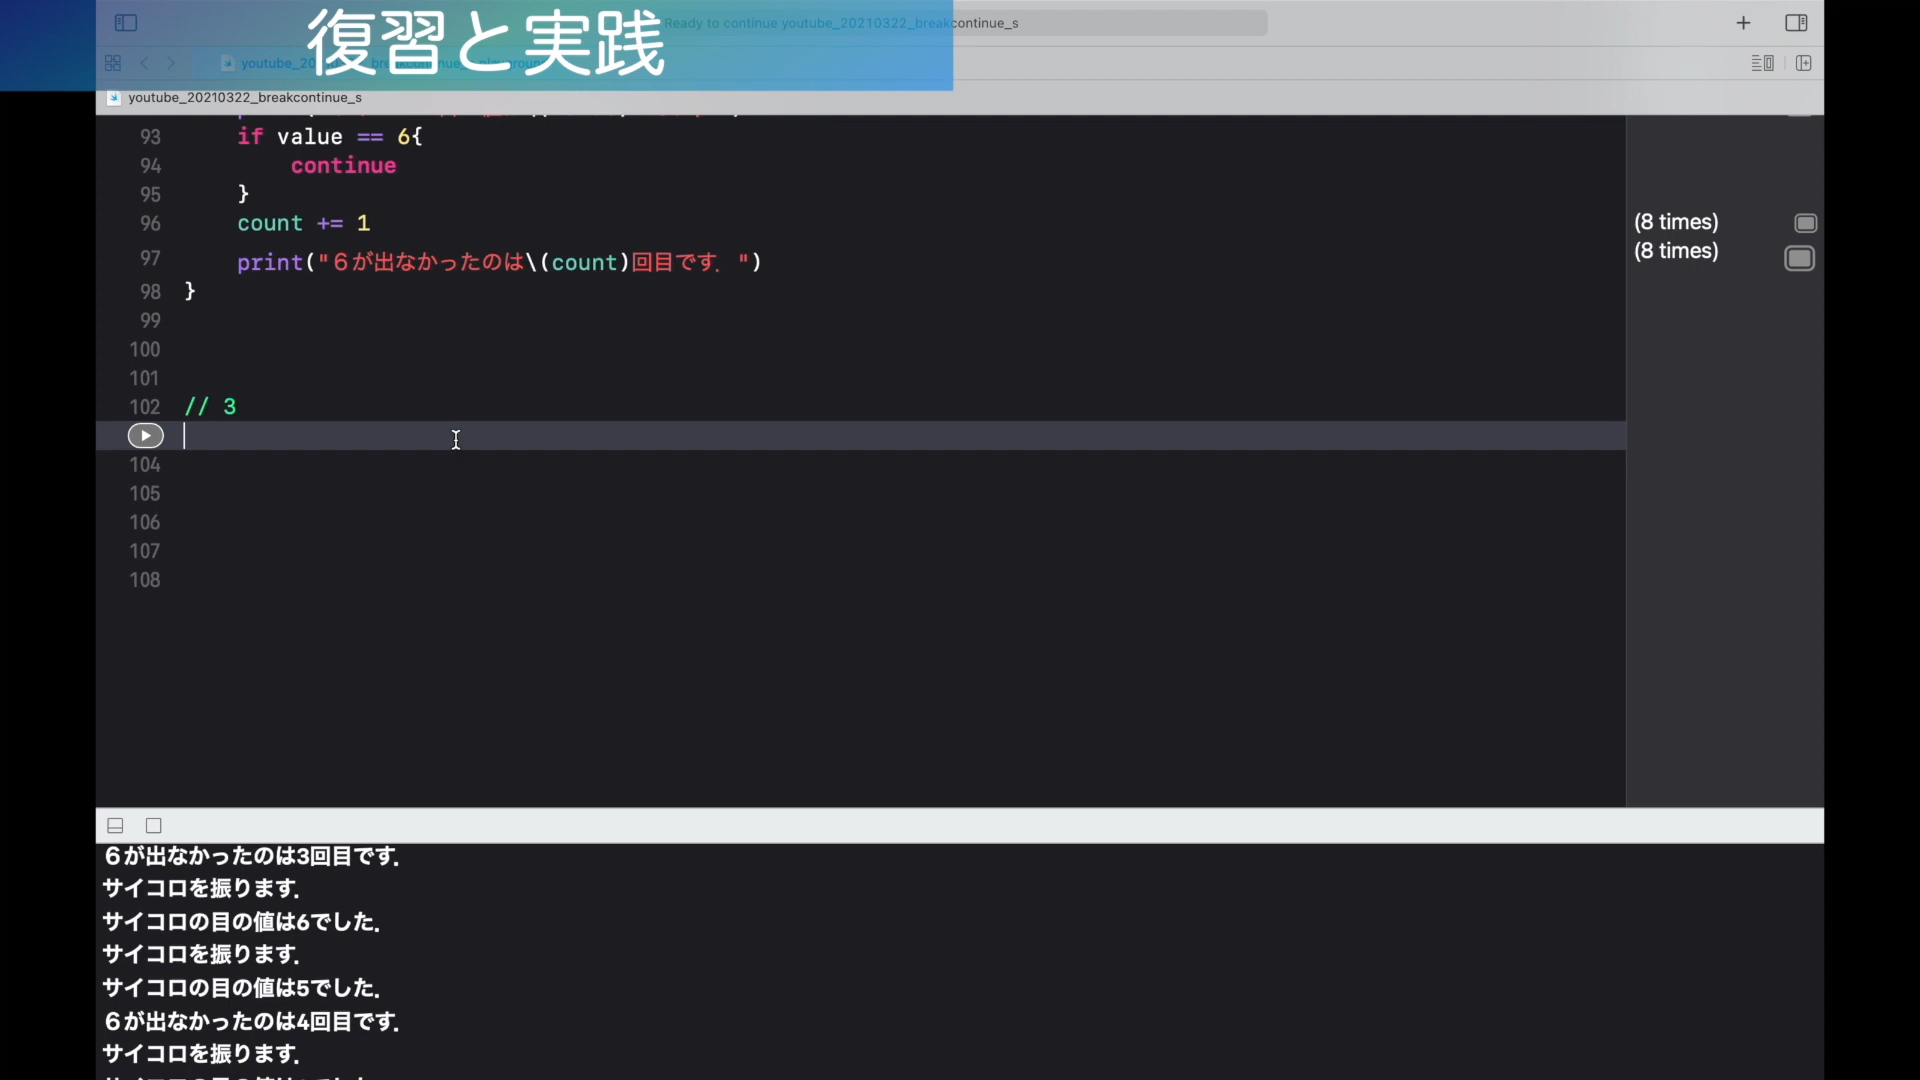 復習と実践
Ready to continue youtube_20210322_breakcontinue_s
youtube_20210322_breakcontinue_s
93 if value == 6{
94 continue
95 }
96 count += 1
(8 times)
97 print("６が出なかったのは\(count)回目です．")
(8 times)
98 }
99
100
101
102 // 3
104
105
106
107
108
６が出なかったのは3回目です．
サイコロを振ります．
サイコロの目の値は6でした．
サイコロを振ります．
サイコロの目の値は5でした．
６が出なかったのは4回目です．
サイコロを振ります．